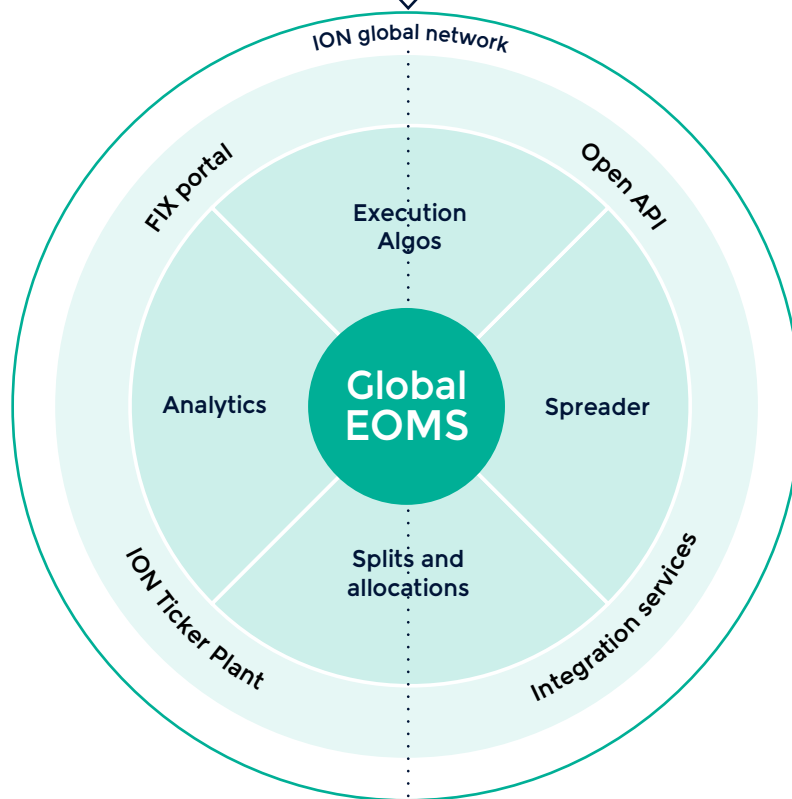 ION global network
FIX portal
Open API
Execution
Algos
Analytics
Global
EOMS
Spreader
Splits and
allocations
ION Ticker Plant
Integration services